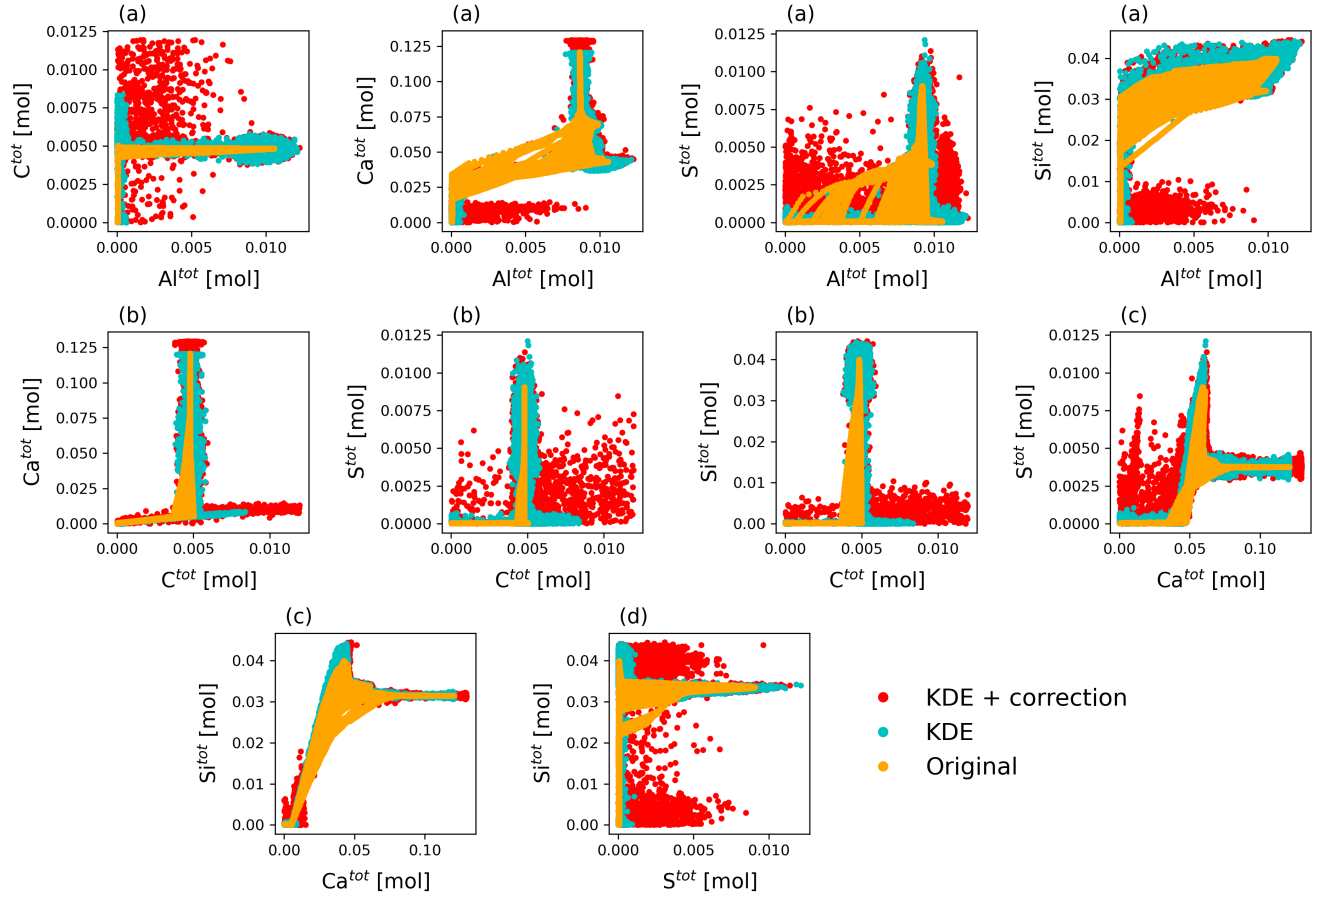 (a) (a) (a) (a)
0.0125 0.0100 0.0075 0.0050 0.0025 0.0000
C^tot [mol]
0.000 0.005 0.010
Al^tot [mol]
0.125 0.100 0.075 0.050 0.025 0.000
Ca^tot [mol]
0.000 0.005 0.010
Al^tot [mol]
0.0125 0.0100 0.0075 0.0050 0.0025 0.0000
S^tot [mol]
0.000 0.005 0.010
Al^tot [mol]
0.04 0.03 0.02 0.01 0.00
Si^tot [mol]
0.000 0.005 0.010
Al^tot [mol]
(b) (b) (b) (c)
0.125 0.100 0.075 0.050 0.025 0.000
Ca^tot [mol]
0.000 0.005 0.010
C^tot [mol]
0.0125 0.0100 0.0075 0.0050 0.0025 0.0000
S^tot [mol]
0.000 0.005 0.010
C^tot [mol]
0.04 0.03 0.02 0.01 0.00
Si^tot [mol]
0.000 0.005 0.010
C^tot [mol]
0.0125 0.0100 0.0075 0.0050 0.0025 0.0000
S^tot [mol]
0.00 0.05 0.10
Ca^tot [mol]
(c) (d)
0.04 0.03 0.02 0.01 0.00
Si^tot [mol]
0.00 0.05 0.10
Ca^tot [mol]
0.04 0.03 0.02 0.01 0.00
Si^tot [mol]
0.000 0.005 0.010
S^tot [mol]
KDE + correction
KDE
Original